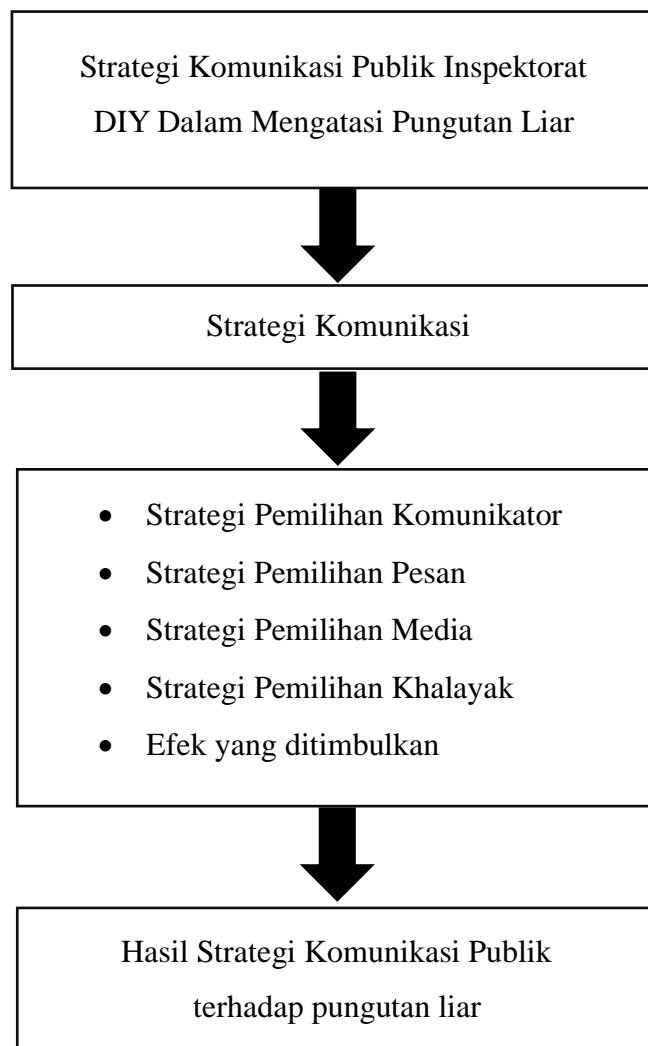 Strategi Komunikasi Publik Inspektorat
DIY Dalam Mengatasi Pungutan Liar
Strategi Komunikasi
• Strategi Pemilihan Komunikator
• Strategi Pemilihan Pesan
• Strategi Pemilihan Media
• Strategi Pemilihan Khalayak
• Efek yang ditimbulkan
Hasil Strategi Komunikasi Publik
terhadap pungutan liar